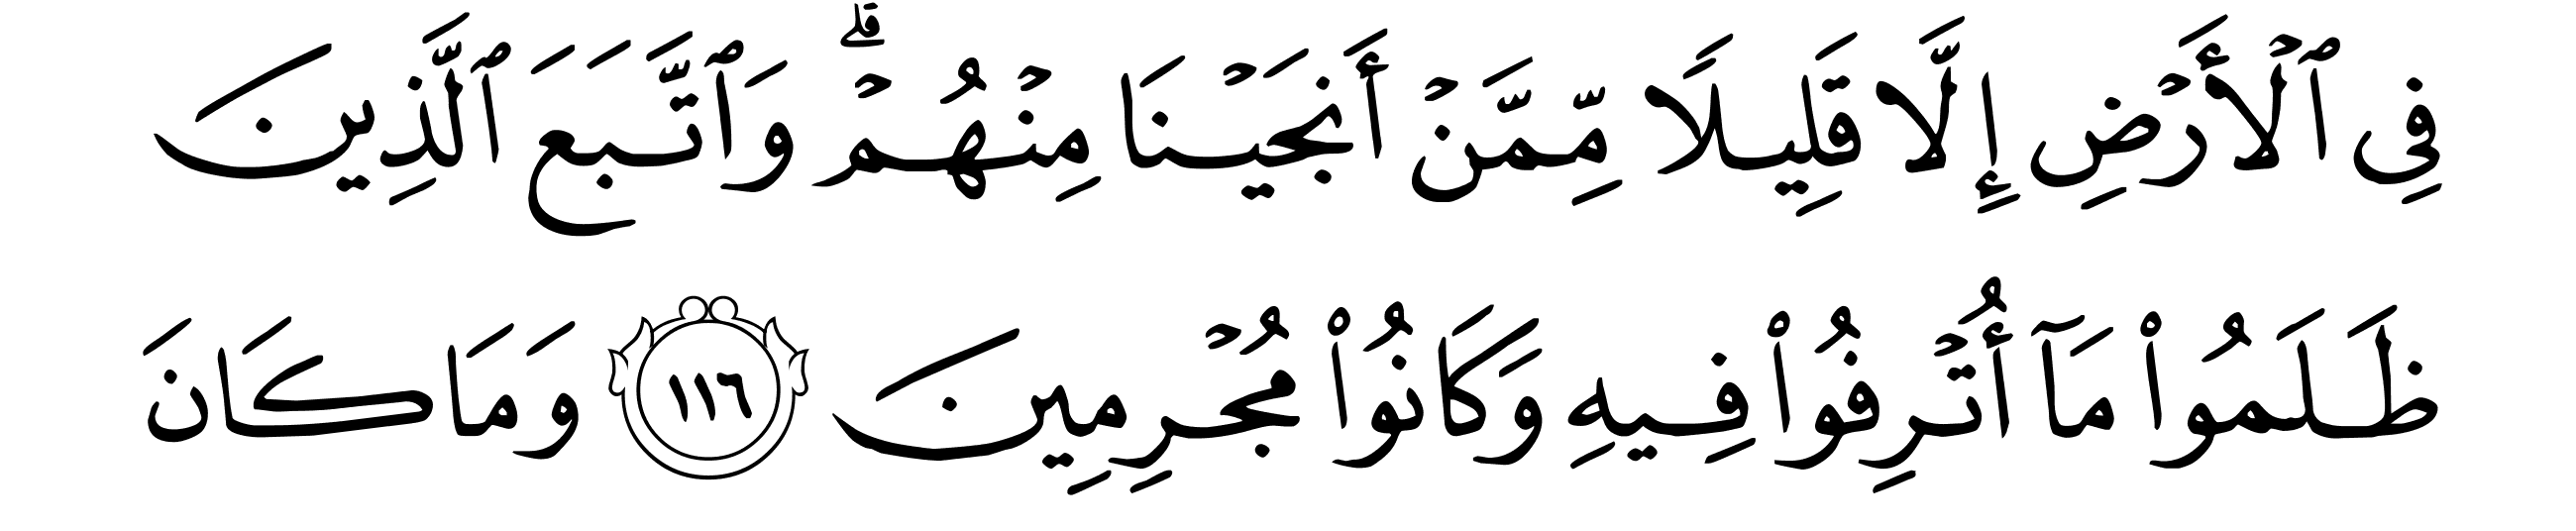 فِي ٱلۡأَرۡضِ إِلَّا قَلِيلٗا مِّمَّنۡ أَنجَيۡنَا مِنۡهُمۡۗ وَٱتَّبَعَ ٱلَّذِينَ
ظَلَمُواْ مَآ أُتۡرِفُواْ فِيهِ وَكَانُواْ مُجۡرِمِينَ ١١٦ وَمَا كَانَ